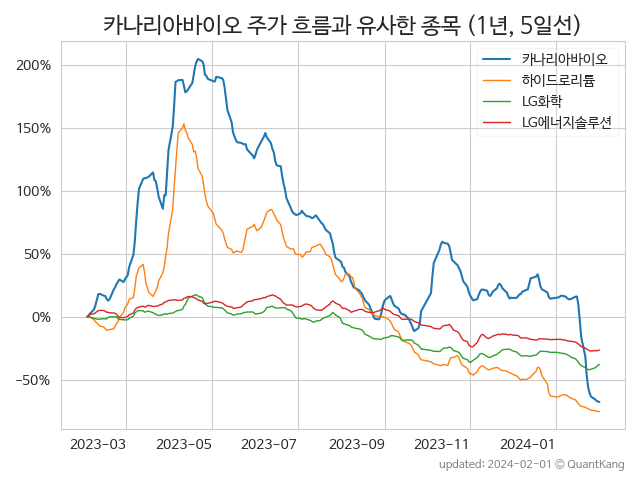 카나리아바이오 주가 흐름과 유사한 종목 (1년, 5일선)
카나리아바이오
하이드로리튬
LG화학
LG에너지솔루션
200%
150%
100%
50%
0%
−50%
2023-03 2023-05 2023-07 2023-09 2023-11 2024-01
updated: 2024-02-01 © QuantKang